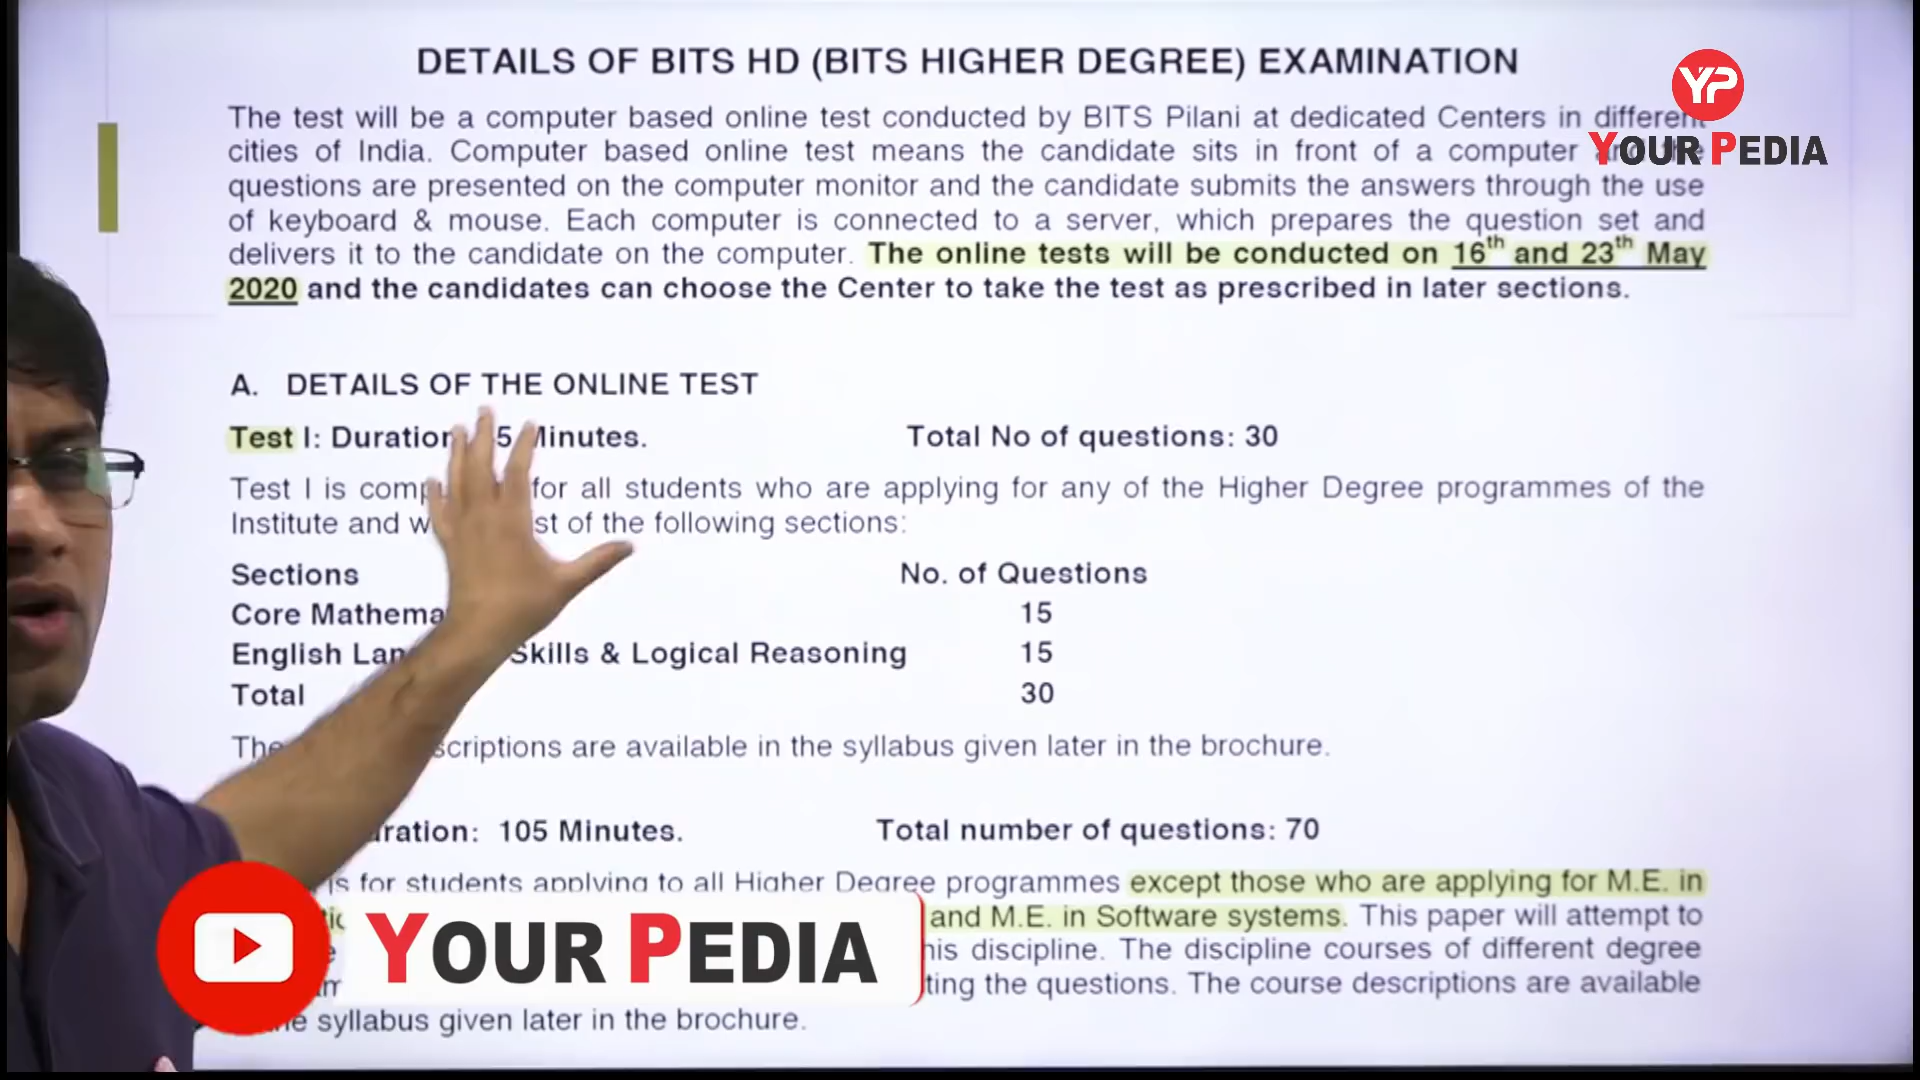 DETAILS OF BITS HD (BITS HIGHER DEGREE) EXAMINATION
YP
YOUR PEDIA
The test will be a computer based online test conducted by BITS Pilani at dedicated Centers in different
cities of India. Computer based online test means the candidate sits in front of a computer
questions are presented on the computer monitor and the candidate submits the answers through the use
of keyboard & mouse. Each computer is connected to a server, which prepares the question set and
delivers it to the candidate on the computer. The online tests will be conducted on 16th and 23th May
2020 and the candidates can choose the Center to take the test as prescribed in later sections.
A. DETAILS OF THE ONLINE TEST
Test I: Duration 5 Minutes. Total No of questions: 30
Test I is for all students who are applying for any of the Higher Degree programmes of the
Institute and of the following sections:
Sections No. of Questions
Core 15
English Skills & Logical Reasoning 15
Total 30
are available in the syllabus given later in the brochure.
105 Minutes. Total number of questions: 70
is for students applying to all Higher Degree programmes except those who are applying for M.E. in
and M.E. in Software systems. This paper will attempt to
discipline. The discipline courses of different degree
the questions. The course descriptions are available
syllabus given later in the brochure.
YOUR PEDIA